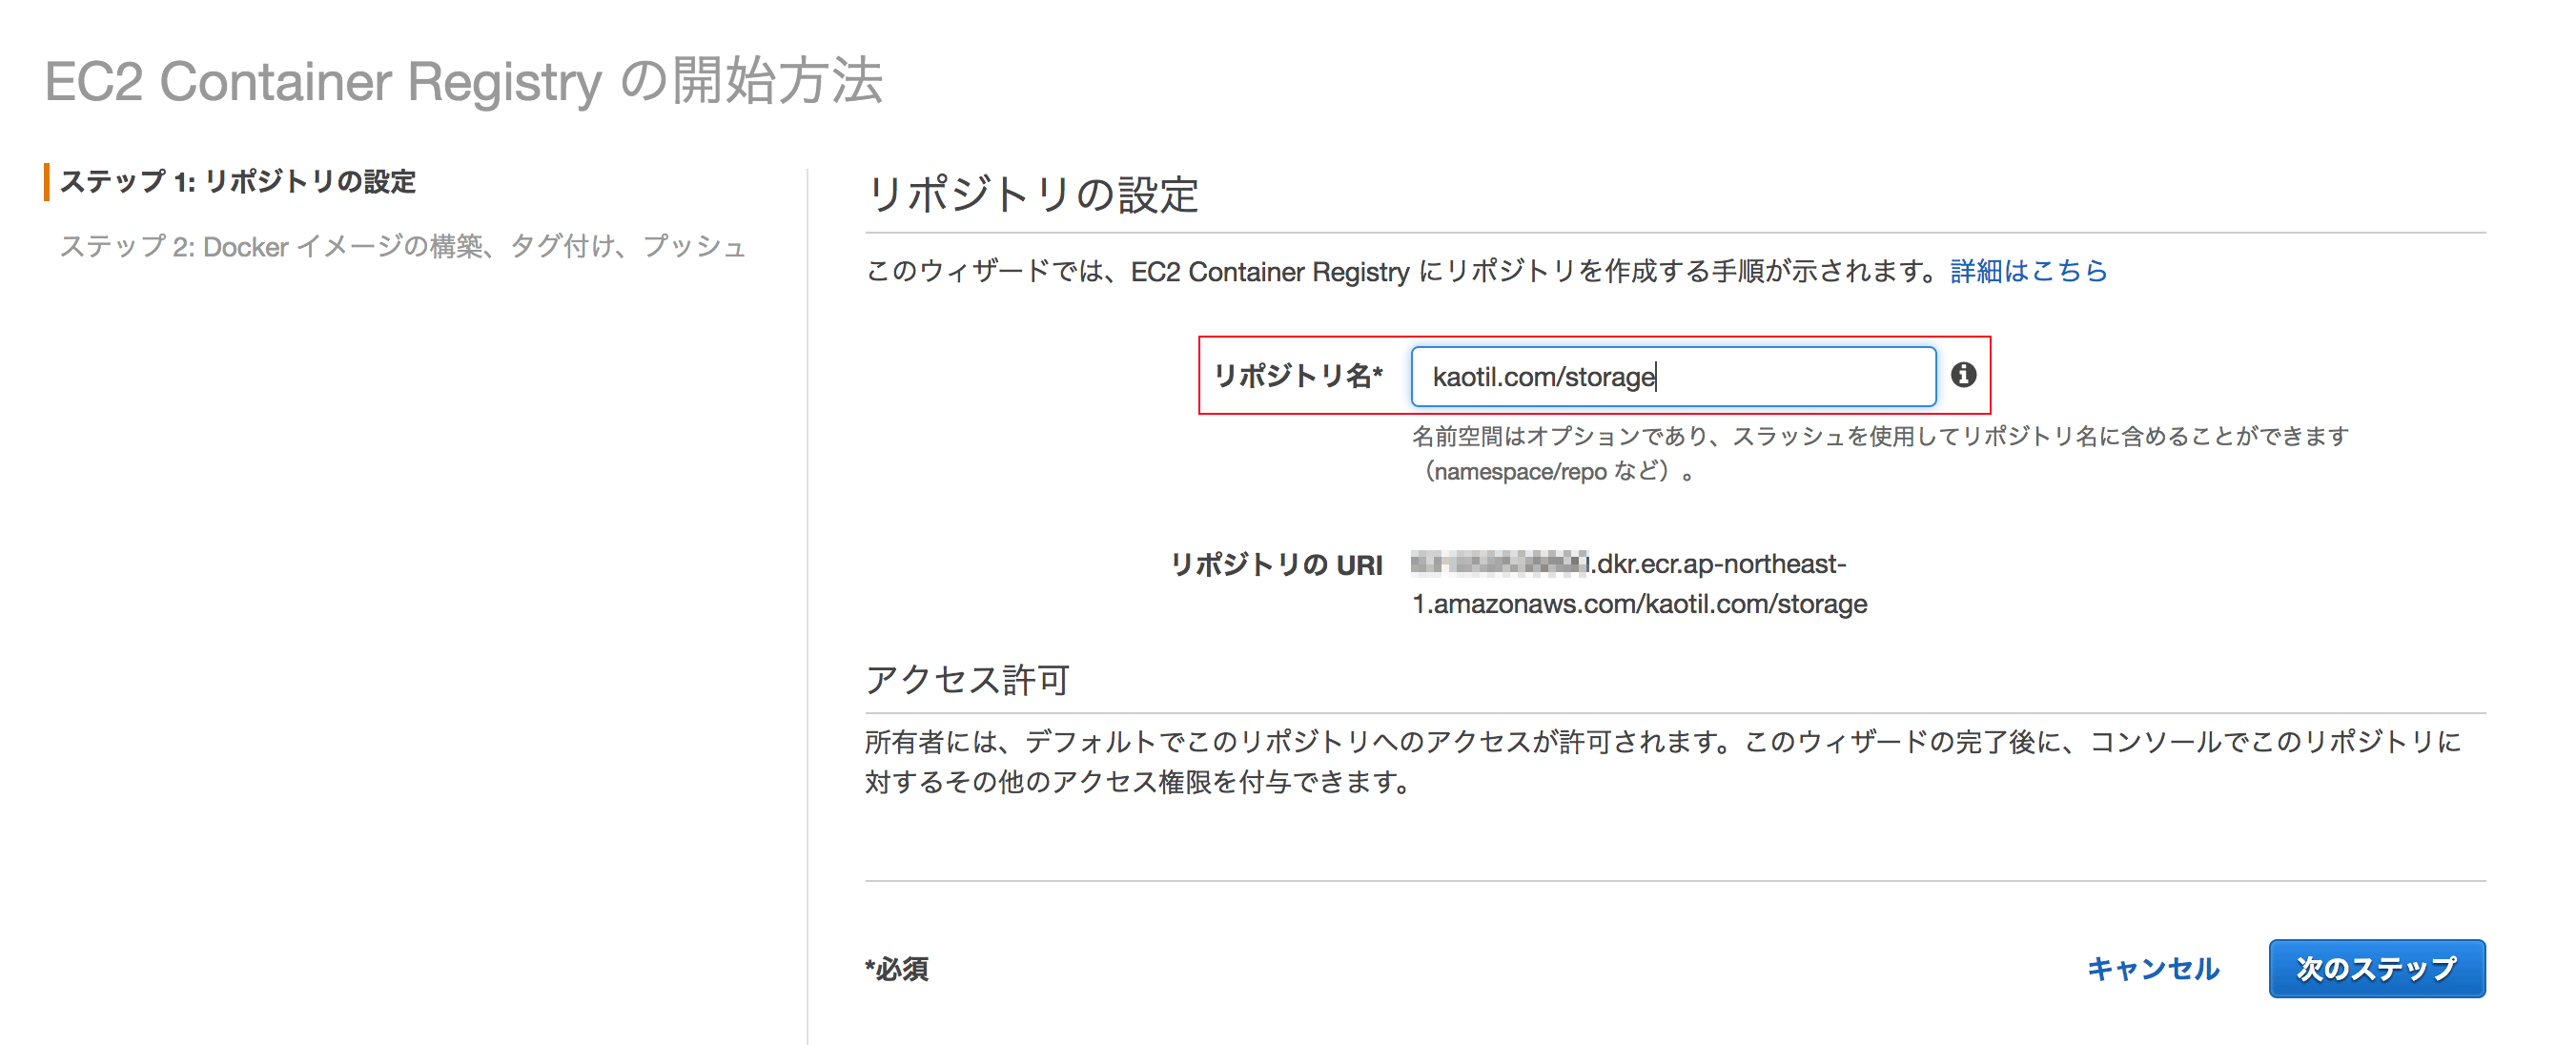 EC2 Container Registry の開始方法
ステップ 1: リポジトリの設定
ステップ 2: Docker イメージの構築、タグ付け、プッシュ
リポジトリの設定
このウィザードでは、EC2 Container Registry にリポジトリを作成する手順が示されます。詳細はこちら
リポジトリ名* kaotil.com/storage
名前空間はオプションであり、スラッシュを使用してリポジトリ名に含めることができます
（namespace/repo など）。
リポジトリの URI .dkr.ecr.ap-northeast-
1.amazonaws.com/kaotil.com/storage
アクセス許可
所有者には、デフォルトでこのリポジトリへのアクセスが許可されます。このウィザードの完了後に、コンソールでこのリポジトリに
対するその他のアクセス権限を付与できます。
*必須 キャンセル 次のステップ